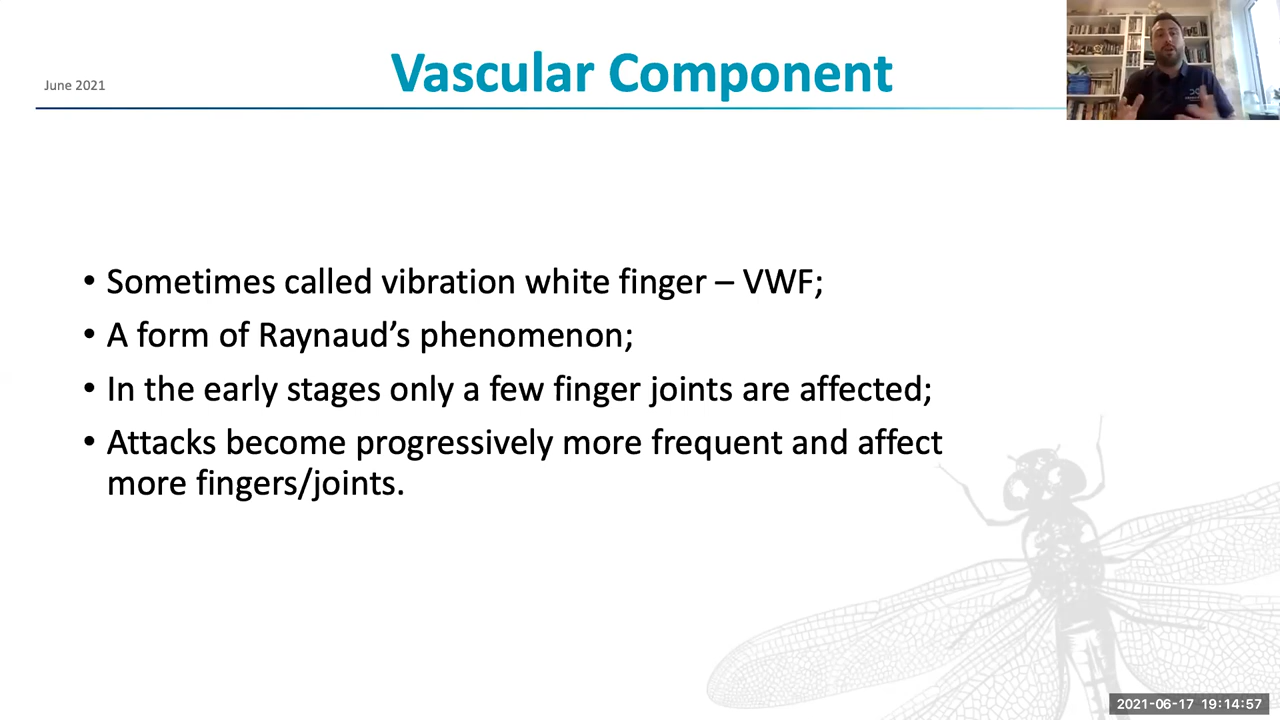 June 2021
Vascular Component
• Sometimes called vibration white finger – VWF;
• A form of Raynaud’s phenomenon;
• In the early stages only a few finger joints are affected;
• Attacks become progressively more frequent and affect
more fingers/joints.
2021-06-17 19:14:57